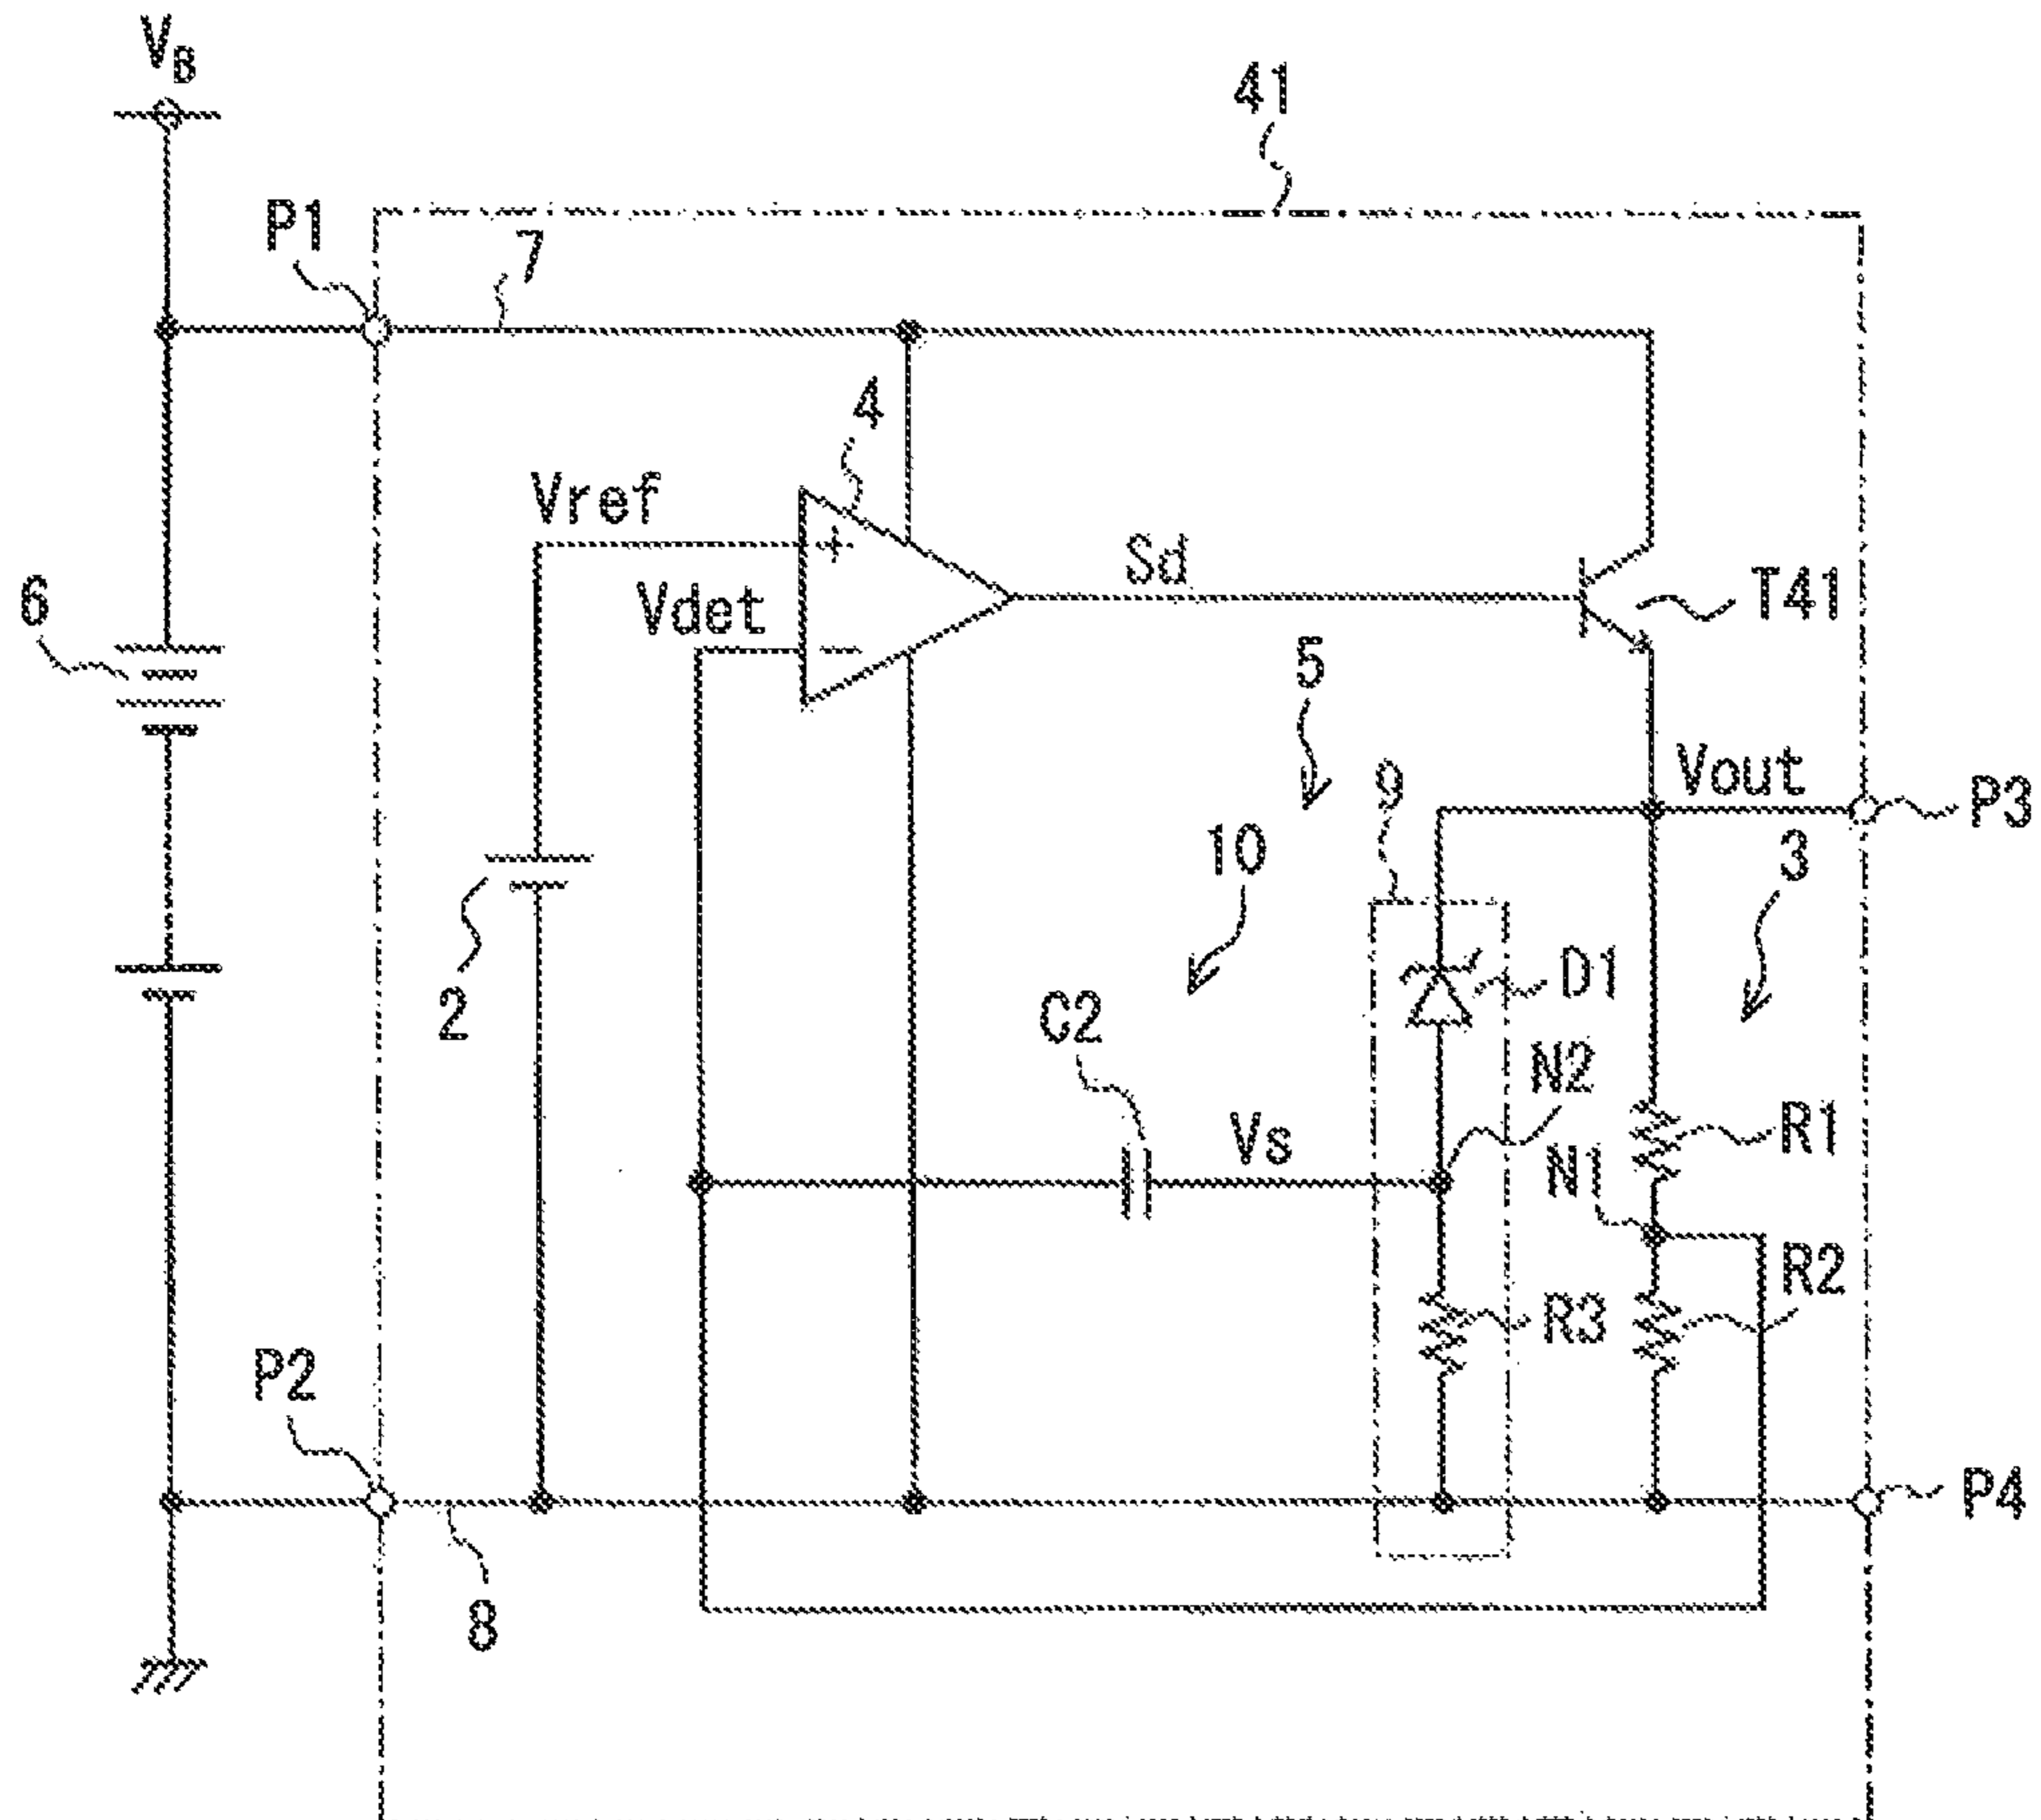 VB
41
P1
7
4
Vref
Sd
6
Vdet
T41
5
Vout
9
P3
10
3
2
D1
C2
N2
Vs
R1
N1
R2
R3
P2
P4
8
+
−